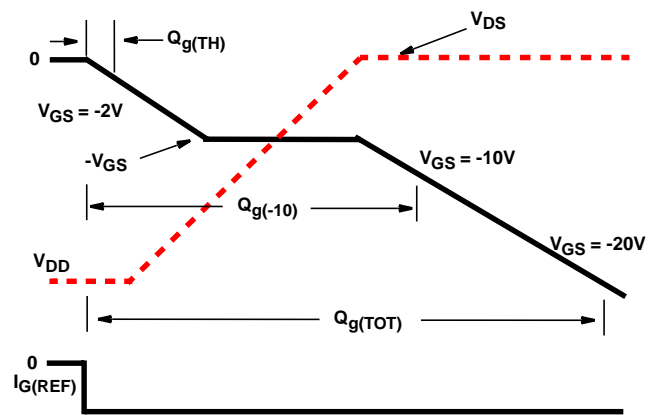 Qg(TH)
VDS
0
VGS = -2V
-VGS
VGS = -10V
Qg(-10)
VGS = -20V
VDD
Qg(TOT)
0
IG(REF)